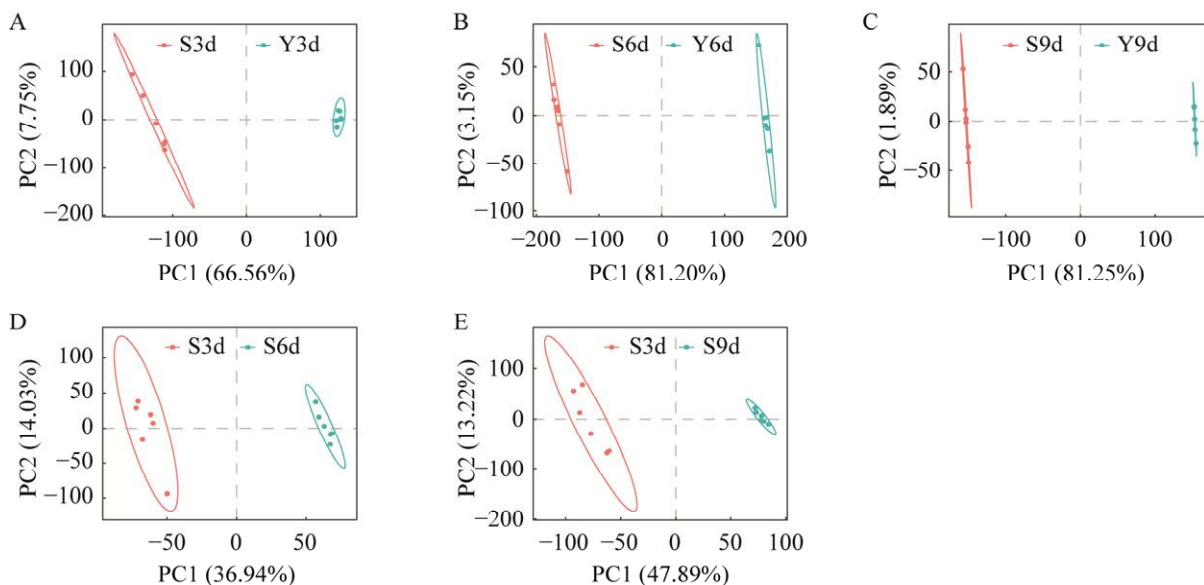 A
S3d Y3d
100
0
−100
−200
PC2 (7.75%)
−100 0 100
PC1 (66.56%)
B
S6d Y6d
50
0
−50
−100
PC2 (3.15%)
−200 −100 0 100 200
PC1 (81.20%)
C
S9d Y9d
50
0
−50
PC2 (1.89%)
−100 0 100
PC1 (81.25%)
D
S3d S6d
100
50
0
−50
−100
PC2 (14.03%)
−50 0 50
PC1 (36.94%)
E
S3d S9d
100
0
−100
−200
PC2 (13.22%)
−100 −50 0 50 100
PC1 (47.89%)